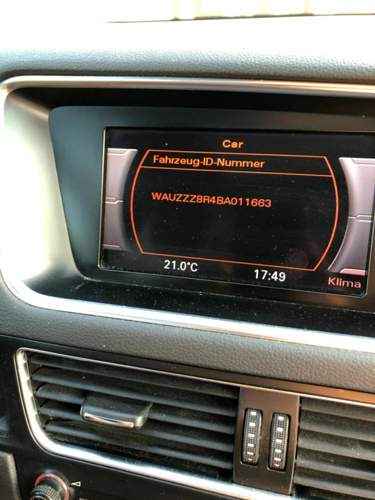 Car
Fahrzeug-ID-Nummer
WAUZZZ8R4BA011663
21.0°C 17:49
Klima